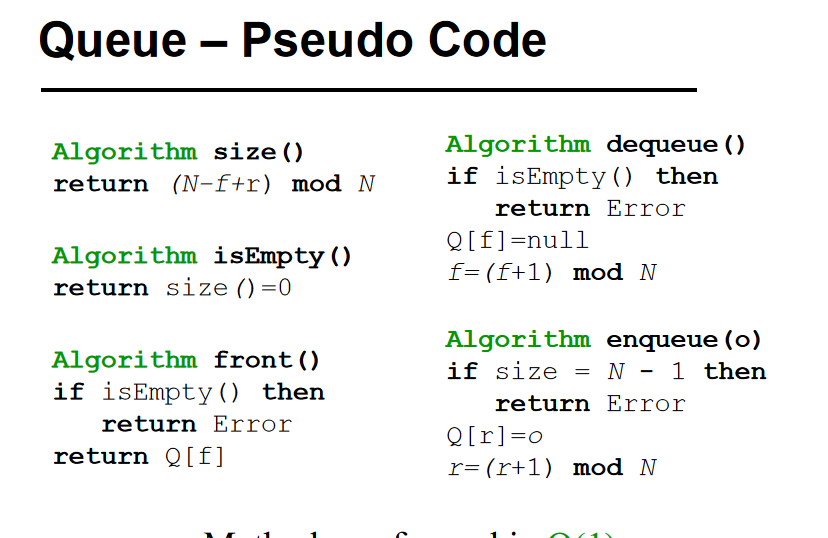 Queue – Pseudo Code
Algorithm size()
return (N-f+r) mod N
Algorithm isEmpty()
return size()=0
Algorithm front()
if isEmpty() then
return Error
return Q[f]
Algorithm dequeue()
if isEmpty() then
return Error
Q[f]=null
f=(f+1) mod N
Algorithm enqueue(o)
if size = N - 1 then
return Error
Q[r]=o
r=(r+1) mod N